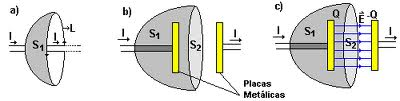 a)
I
S1
I
L
b)
I
S1
S2
I
Placas
Metálicas
c)
I
S1
Q
E
-Q
S2
I